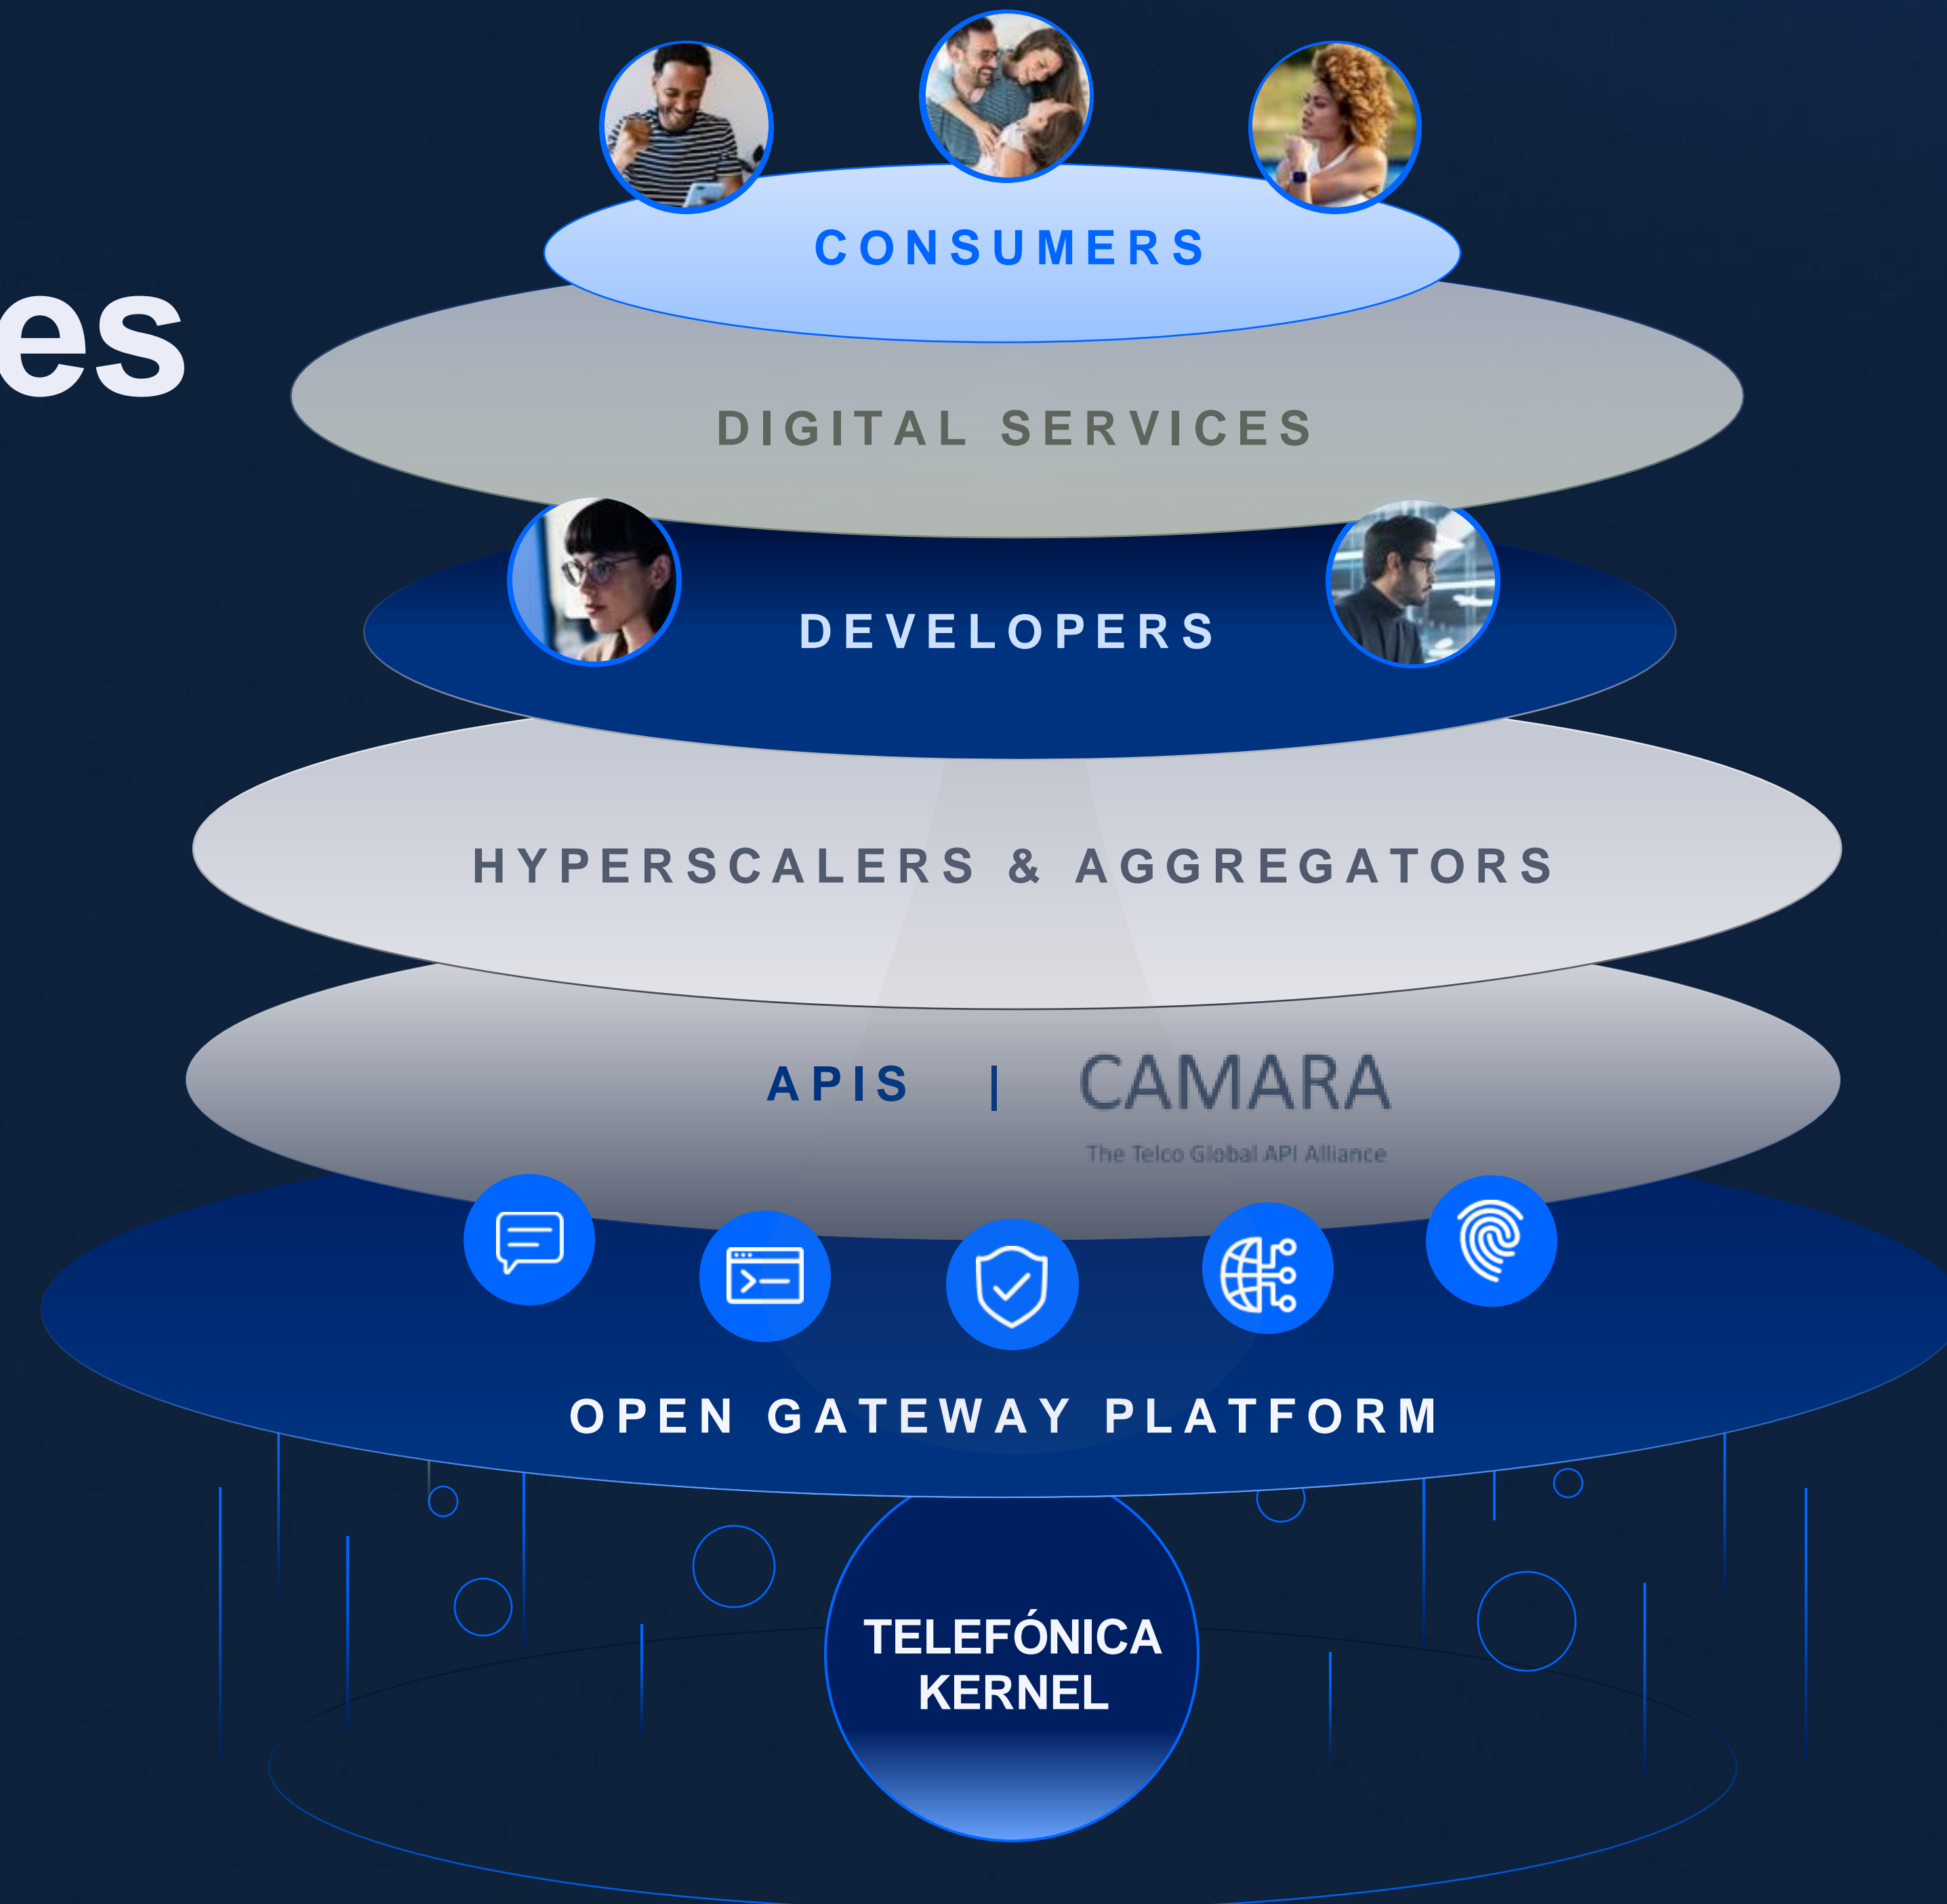 es
CONSUMERS
DIGITAL SERVICES
DEVELOPERS
HYPERSCALERS & AGGREGATORS
APIS | CAMARA
The Telco Global API Alliance
OPEN GATEWAY PLATFORM
TELEFÓNICA
KERNEL